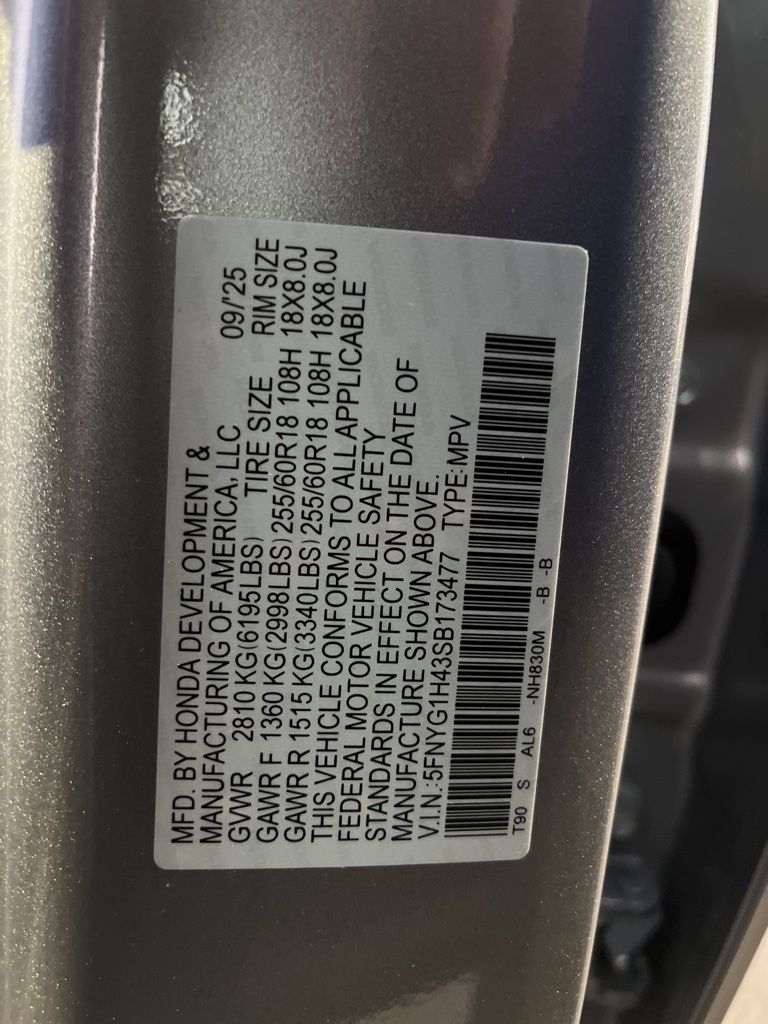 MFD. BY HONDA DEVELOPMENT &
MANUFACTURING OF AMERICA, LLC 09/'25
GVWR 2810 KG(6195LBS) TIRE SIZE RIM SIZE
GAWR F 1360 KG(2998LBS)255/60R18 108H 18X8.0J
GAWR R 1515 KG(3340LBS)255/60R18 108H 18X8.0J
THIS VEHICLE CONFORMS TO ALL APPLICABLE
FEDERAL MOTOR VEHICLE SAFETY
STANDARDS IN EFFECT ON THE DATE OF
MANUFACTURE SHOWN ABOVE.
V.I.N.:5FNYG1H43SB173477 TYPE:MPV
T90 S AL6 -NH830M -B -B